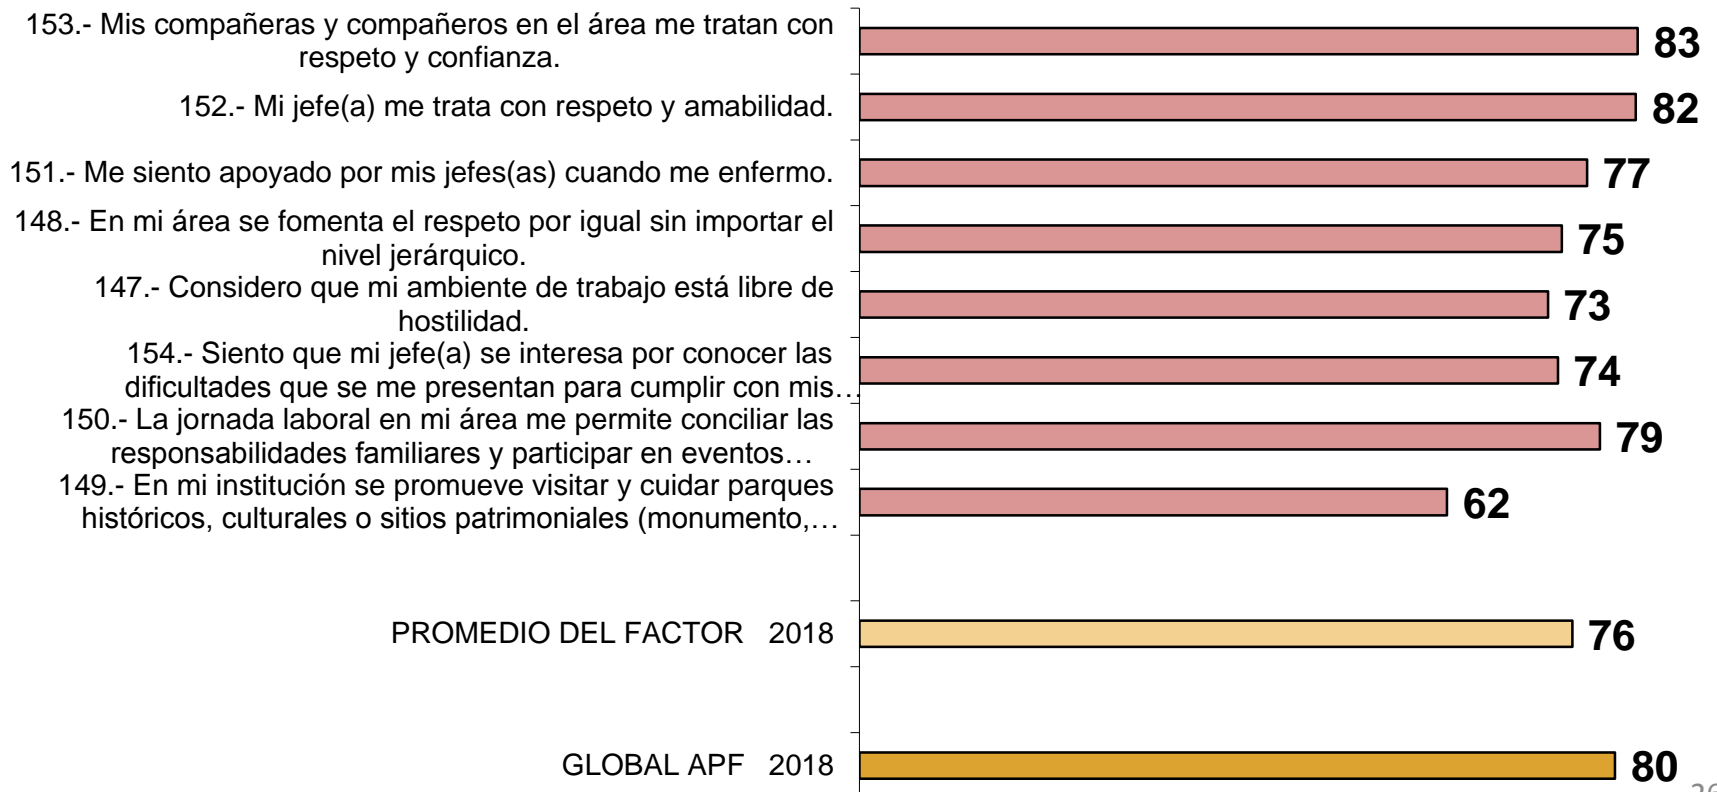 153.- Mis compañeras y compañeros en el área me tratan con
respeto y confianza.
83
152.- Mi jefe(a) me trata con respeto y amabilidad.
82
151.- Me siento apoyado por mis jefes(as) cuando me enfermo.
77
148.- En mi área se fomenta el respeto por igual sin importar el
nivel jerárquico.
75
147.- Considero que mi ambiente de trabajo está libre de
hostilidad.
73
154.- Siento que mi jefe(a) se interesa por conocer las
dificultades que se me presentan para cumplir con mis…
74
150.- La jornada laboral en mi área me permite conciliar las
responsabilidades familiares y participar en eventos…
79
149.- En mi institución se promueve visitar y cuidar parques
históricos, culturales o sitios patrimoniales (monumento,…
62
PROMEDIO DEL FACTOR 2018
76
GLOBAL APF 2018
80